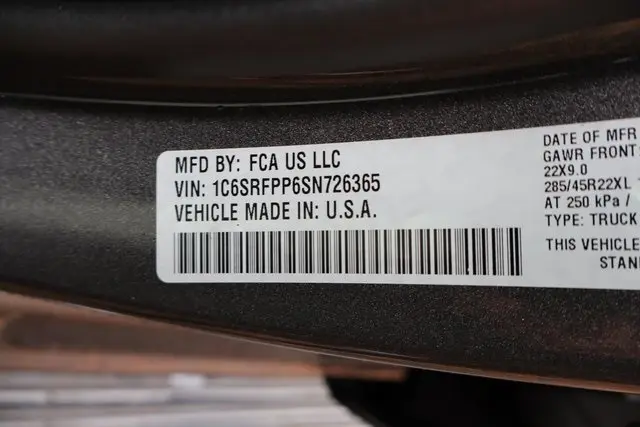 MFD BY: FCA US LLC
VIN: 1C6SRFPP6SN726365
VEHICLE MADE IN: U.S.A.
DATE OF MFR
GAWR FRONT
22X9.0
285/45R22XL
AT 250 kPa /
TYPE: TRUCK
THIS VEHICLE
STAN